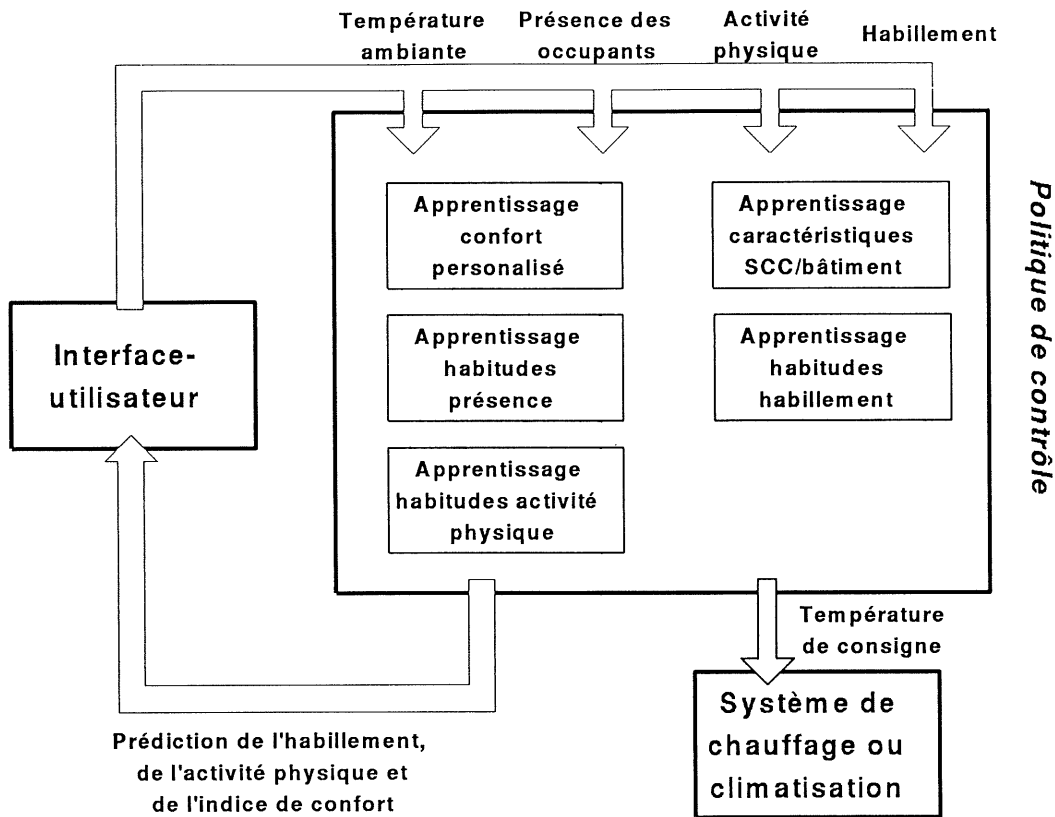 Température
ambiante
Présence des
occupants
Activité
physique
Habillement
Apprentissage
confort
personalisé
Apprentissage
caractéristiques
SCC/bâtiment
Apprentissage
habitudes
présence
Apprentissage
habitudes
habillement
Apprentissage
habitudes activité
physique
Politique de contrôle
Interface-
utilisateur
Température
de consigne
Système de
chauffage ou
climatisation
Prédiction de l'habillement,
de l'activité physique et
de l'indice de confort